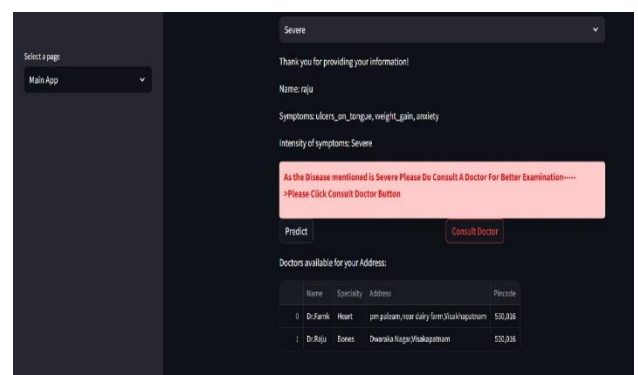 Severe
Select a page
Main App
Thank you for providing your information!
Name: raju
Symptoms: ulcers_on_tongue, weight_gain, anxiety
Intensity of symptoms: Severe
As the Disease mentioned is Severe Please Do Consult A Doctor For Better Examination-----
>Please Click Consult Doctor Button
Predict Consult Doctor
Doctors available for your Address:
Name Specialty Address Pincode
0 Dr.Farnk Heart pm paleam,near dairy farm,Visakhapatnam 530,016
1 Dr.Raju Bones Dwaraka Nagar,Visakapatnam 530,016